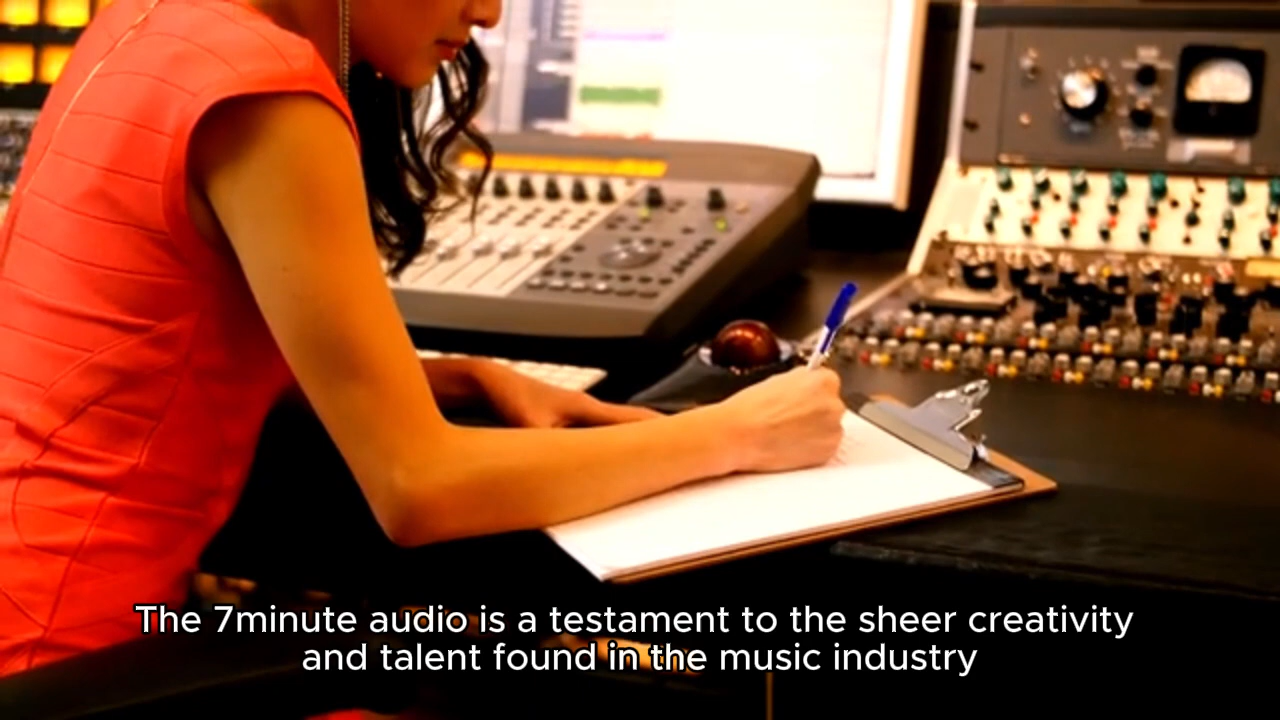 The 7minute audio is a testament to the sheer creativity
and talent found in the music industry